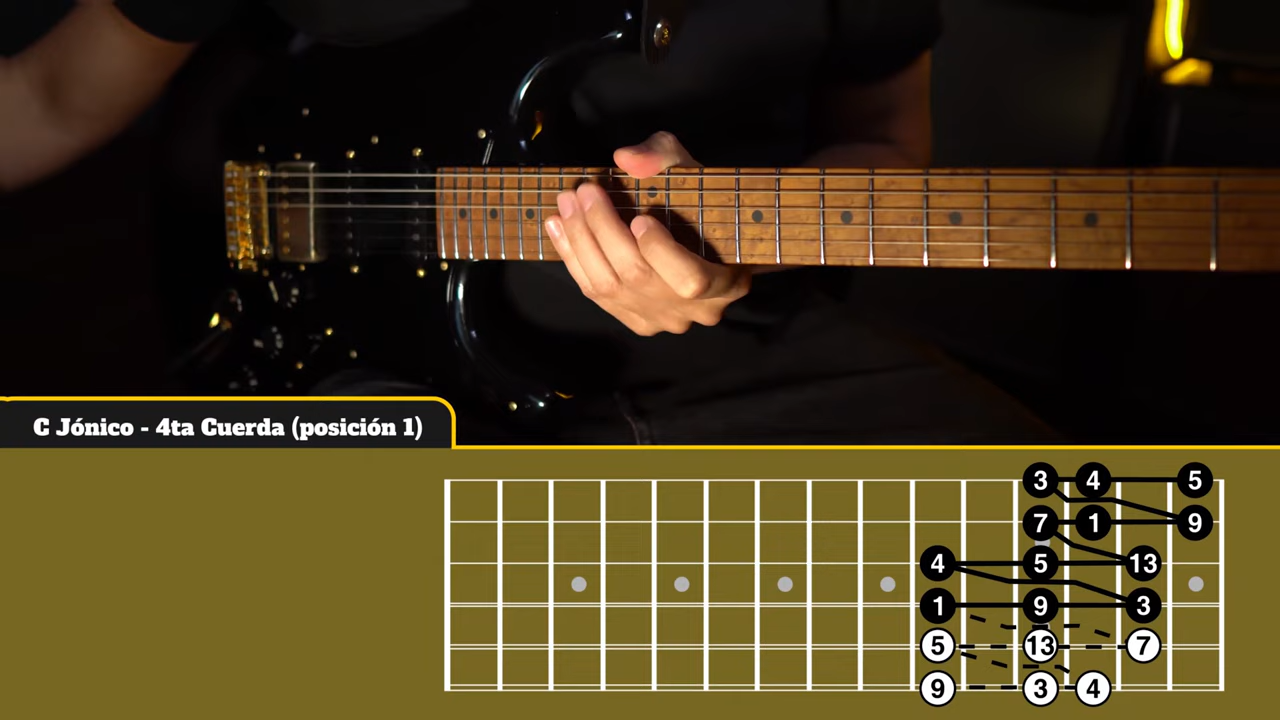 C Jónico - 4ta Cuerda (posición 1)
3 4 5
7 1 9
4 5 13
1 9 3
5 13 7
9 3 4